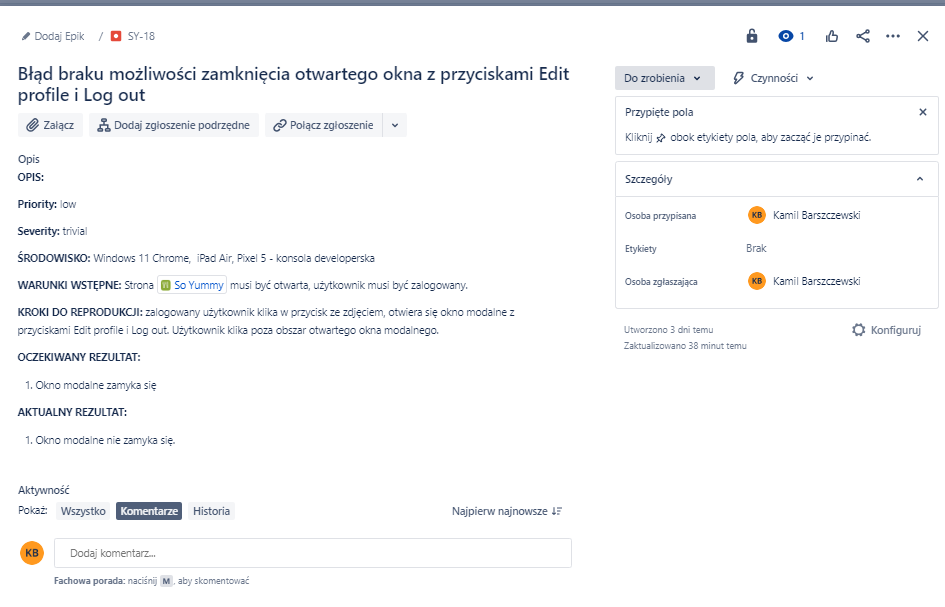 Dodaj Epik / SY-18
1
Błąd braku możliwości zamknięcia otwartego okna z przyciskami Edit
profile i Log out
Załącz
Dodaj zgłoszenie podrzędne
Połącz zgłoszenie
Opis
OPIS:
Priority: low
Severity: trivial
ŚRODOWISKO: Windows 11 Chrome, iPad Air, Pixel 5 - konsola developerska
WARUNKI WSTĘPNE: Strona So Yummy musi być otwarta, użytkownik musi być zalogowany.
KROKI DO REPRODUKCJI: zalogowany użytkownik klika w przycisk ze zdjęciem, otwiera się okno modalne z
przyciskami Edit profile i Log out. Użytkownik klika poza obszar otwartego okna modalnego.
OCZEKIWANY REZULTAT:
1. Okno modalne zamyka się
AKTUALNY REZULTAT:
1. Okno modalne nie zamyka się.
Aktywność
Pokaż: Wszystko Komentarze Historia
Najpierw najnowsze
KB
Dodaj komentarz...
Fachowa porada: naciśnij M, aby skomentować
Do zrobienia
Czynności
Przypięte pola
Kliknij obok etykiety pola, aby zacząć je przypinać.
Szczegóły
Osoba przypisana
KB Kamil Barszczewski
Etykiety
Brak
Osoba zgłaszająca
KB Kamil Barszczewski
Utworzono 3 dni temu
Zaktualizowano 38 minut temu
Konfiguruj